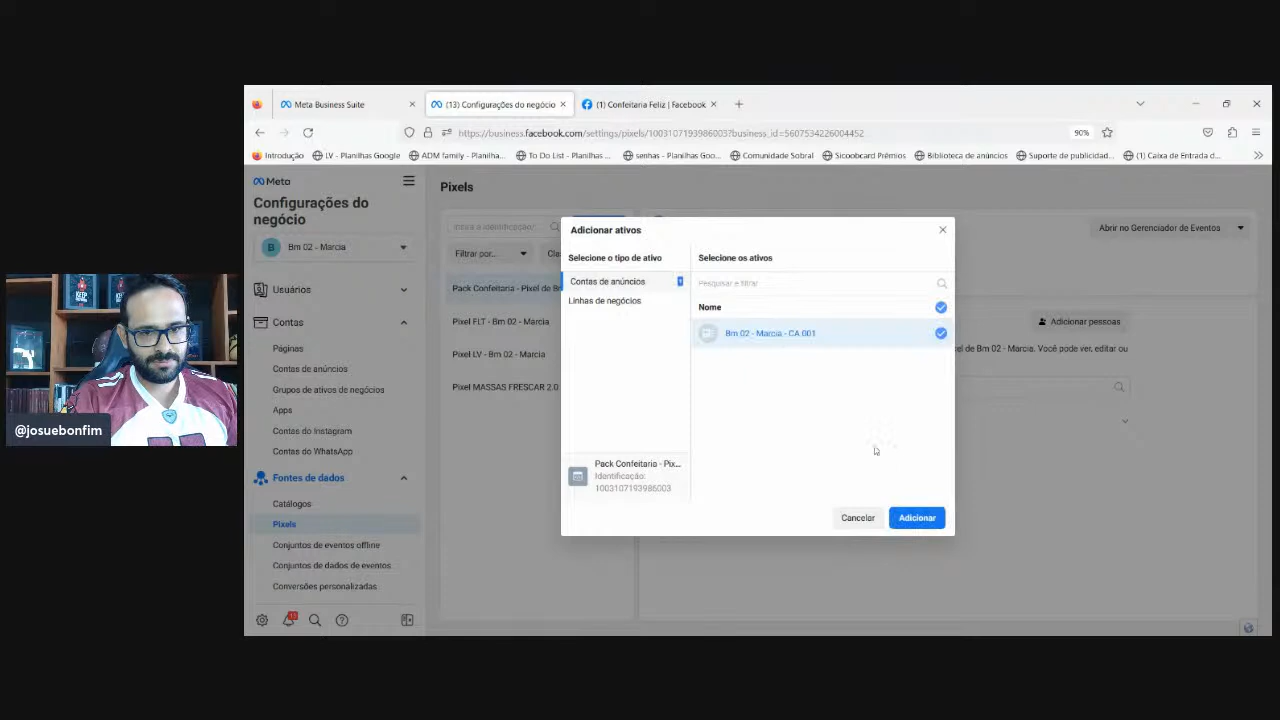 Meta Business Suite
(13) Configurações do negócio
(1) Confeitaria Feliz | Facebook
https://business.facebook.com/settings/pixels/1003107193986003?business_id=5607534226004452
90%
Introdução
LV - Planilhas Google
ADM family - Planilha...
To Do List - Planilhas ...
senhas - Planilhas Goo...
Comunidade Sobral
Sicoobcard Prêmios
Biblioteca de anúncios
Suporte de publicidad...
(1) Caixa de Entrada d...
Meta
Configurações do
negócio
B
Bm 02 - Marcia
Usuários
Contas
Páginas
Contas de anúncios
Grupos de ativos de negócios
Apps
Contas do Instagram
Contas do WhatsApp
Fontes de dados
Catálogos
Pixels
Conjuntos de eventos offline
Conjuntos de dados de eventos
Conversões personalizadas
Pixels
Insira a identificação/
Filtrar por...
Clas
Pack Confeitaria - Pixel de B
Pixel FLT - Bm 02 - Marcia
Pixel LV - Bm 02 - Marcia
Pixel MASSAS FRESCAR 2.0
Abrir no Gerenciador de Eventos
Adicionar pessoas
el de Bm 02 - Marcia. Você pode ver, editar ou
Adicionar ativos
Selecione o tipo de ativo
Contas de anúncios
Linhas de negócios
Selecione os ativos
Pesquisar e filtrar
Nome
Bm 02 - Marcia - CA 001
Pack Confeitaria - Pix...
Identificação:
1003107193986003
Cancelar
Adicionar
@josuebonfim